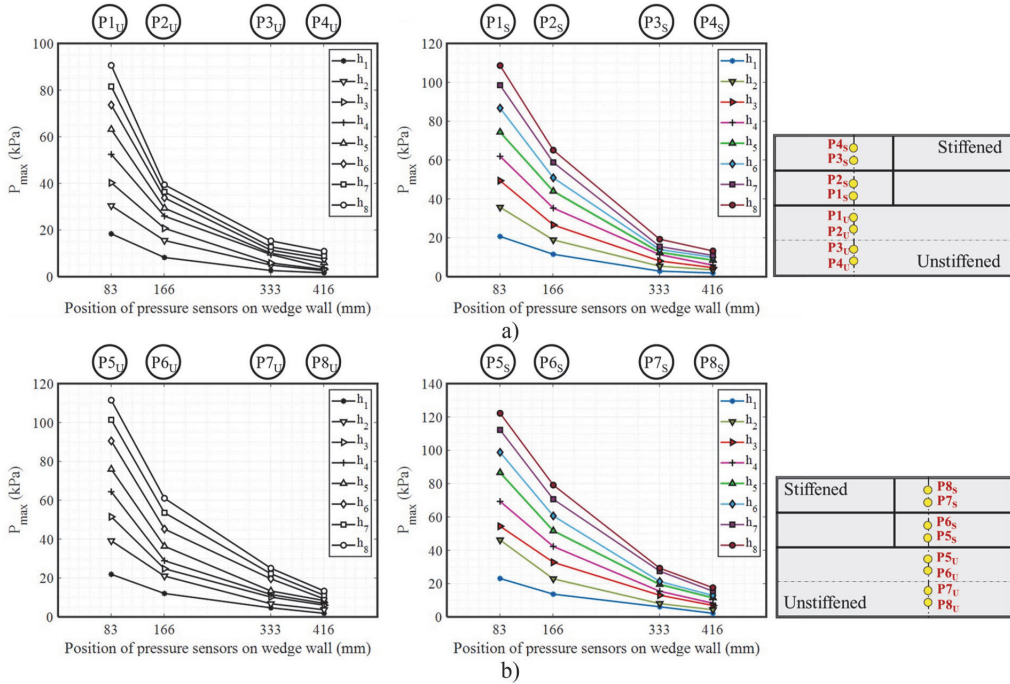 P1U P2U P3U P4U
100
80
60
40
20
0
Pmax (kPa)
h1
h2
h3
h4
h5
h6
h7
h8
83 166 333 416
Position of pressure sensors on wedge wall (mm)
P1S P2S P3S P4S
120
100
80
60
40
20
0
Pmax (kPa)
h1
h2
h3
h4
h5
h6
h7
h8
83 166 333 416
Position of pressure sensors on wedge wall (mm)
P4S Stiffened
P3S
P2S
P1S
P1U
P2U
P3U
P4U Unstiffened
a)
P5U P6U P7U P8U
120
100
80
60
40
20
0
Pmax (kPa)
h1
h2
h3
h4
h5
h6
h7
h8
83 166 333 416
Position of pressure sensors on wedge wall (mm)
P5S P6S P7S P8S
140
120
100
80
60
40
20
0
Pmax (kPa)
h1
h2
h3
h4
h5
h6
h7
h8
83 166 333 416
Position of pressure sensors on wedge wall (mm)
Stiffened P8S
P7S
P6S
P5S
P5U
P6U
P7U
Unstiffened P8U
b)